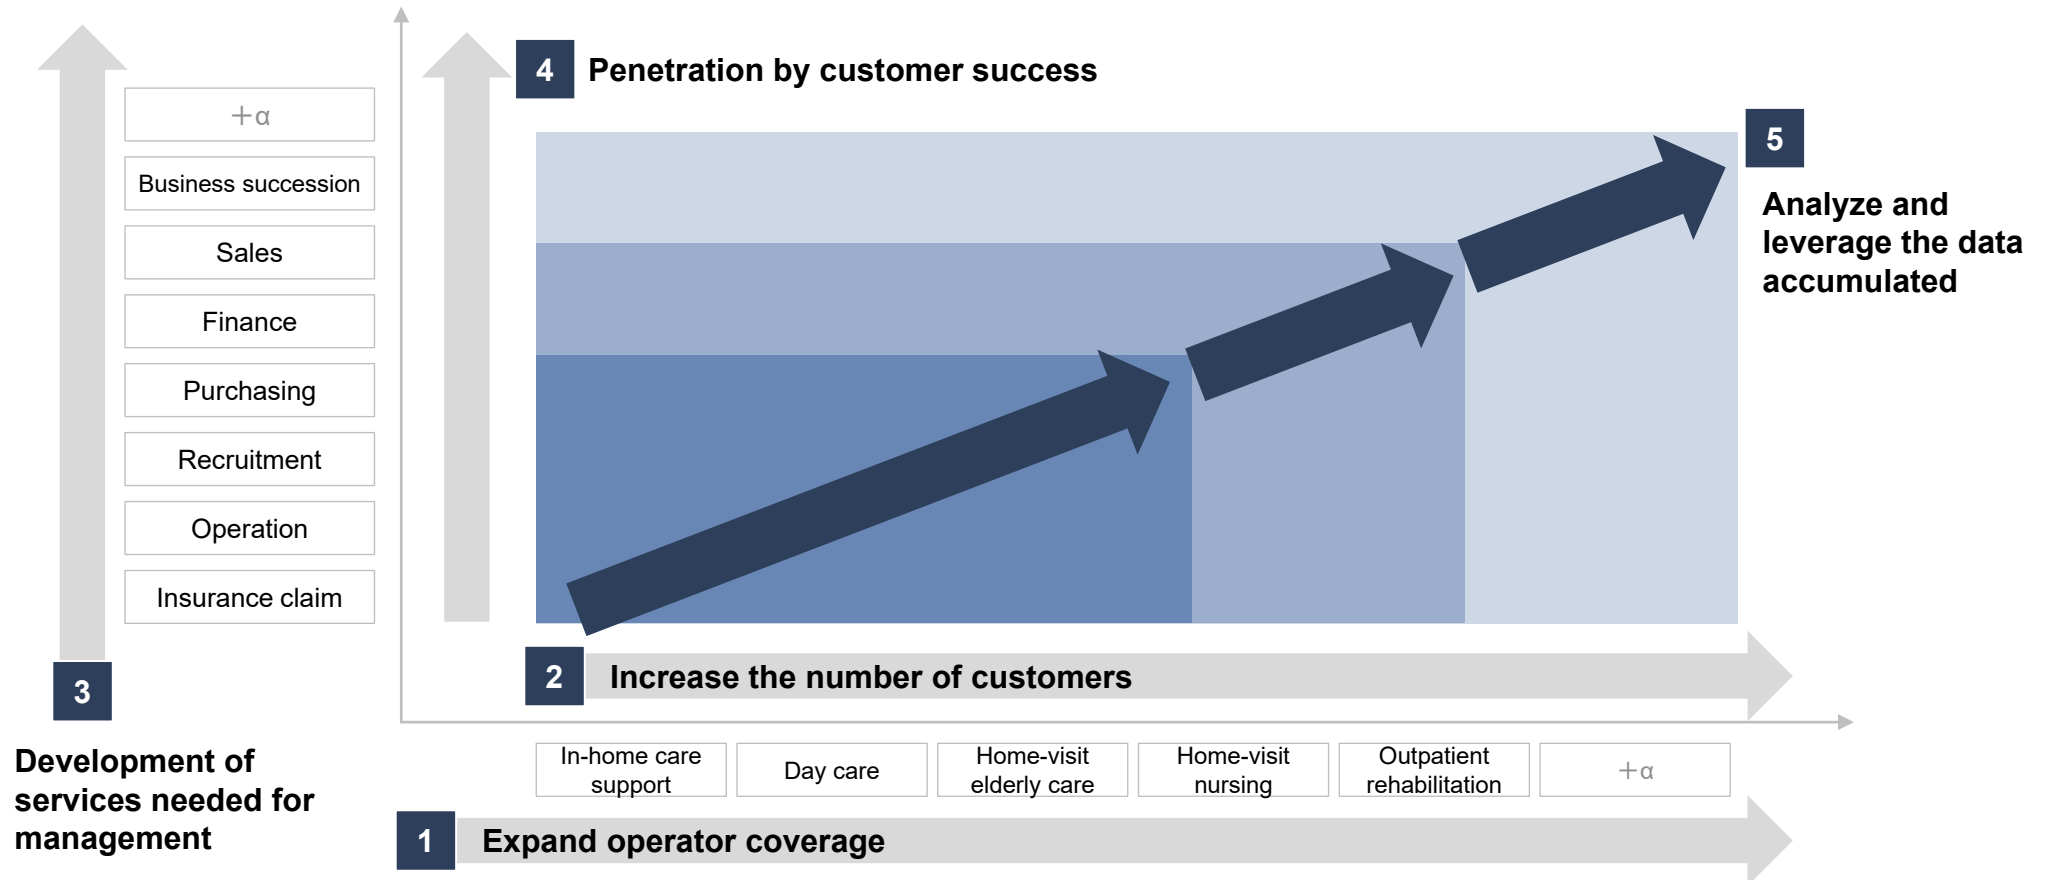 4
Penetration by customer success
5
Analyze and
leverage the data
accumulated
+α
Business succession
Sales
Finance
Purchasing
Recruitment
Operation
Insurance claim
3
Development of
services needed for
management
2
Increase the number of customers
In-home care
support
Day care
Home-visit
elderly care
Home-visit
nursing
Outpatient
rehabilitation
+α
1
Expand operator coverage